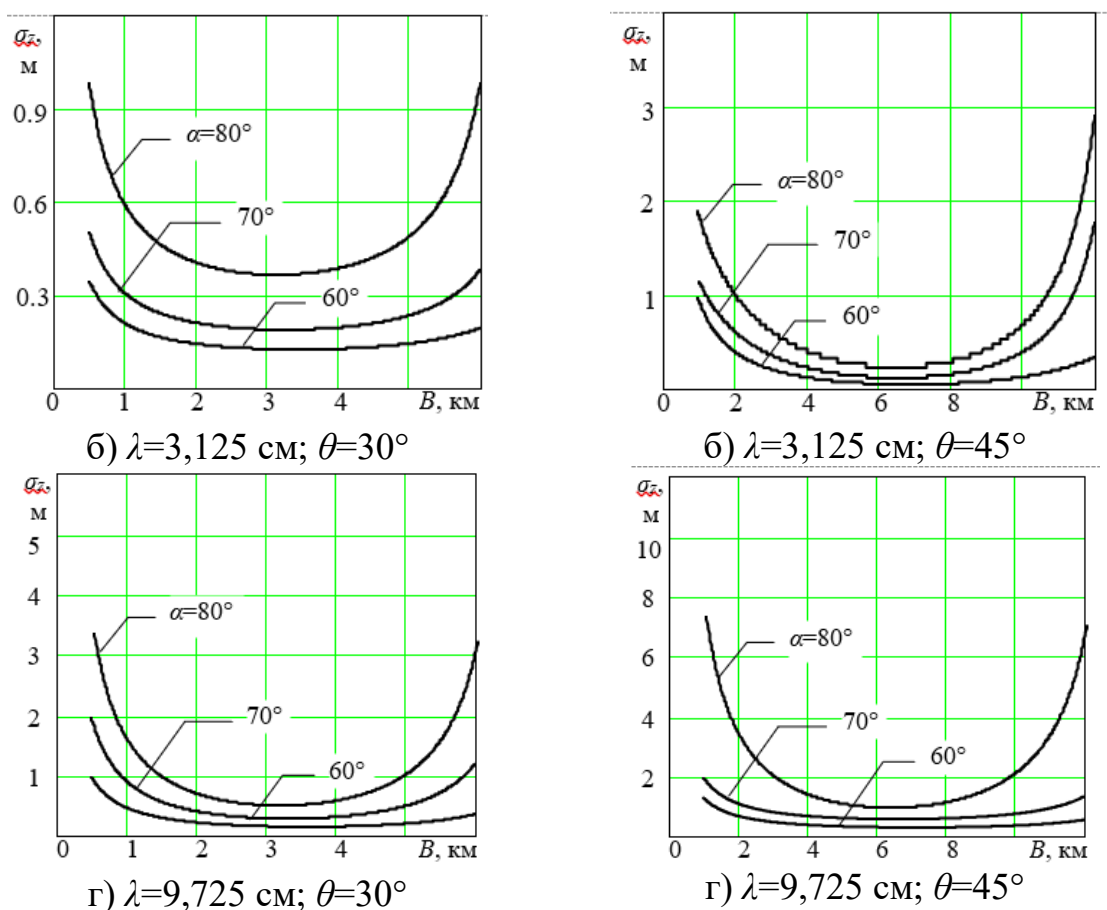 σz,
м
0.9
0.6
0.3
α=80°
70°
60°
0 1 2 3 4 B, км
б) λ=3,125 см; θ=30°
σz,
м
3
2
1
α=80°
70°
60°
0 2 4 6 8 B, км
б) λ=3,125 см; θ=45°
σz,
м
5
4
3
2
1
α=80°
70°
60°
0 1 2 3 4 B, км
г) λ=9,725 см; θ=30°
σz,
м
10
8
6
4
2
α=80°
70°
60°
0 2 4 6 8 B, км
г) λ=9,725 см; θ=45°